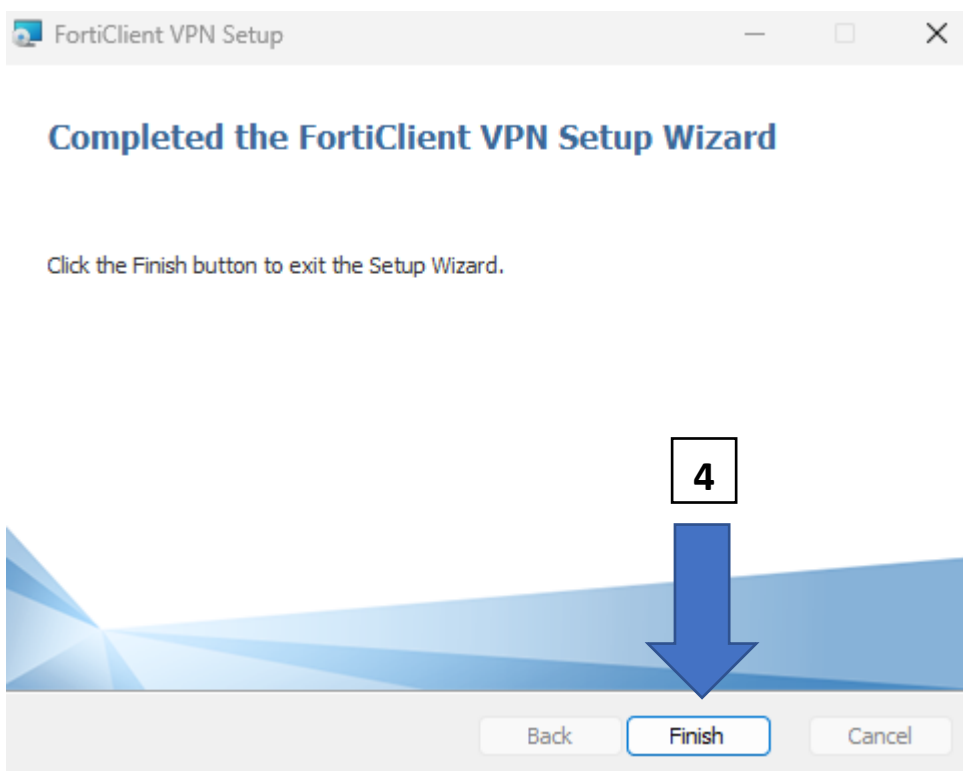 FortiClient VPN Setup
Completed the FortiClient VPN Setup Wizard
Click the Finish button to exit the Setup Wizard.
4
Back Finish Cancel